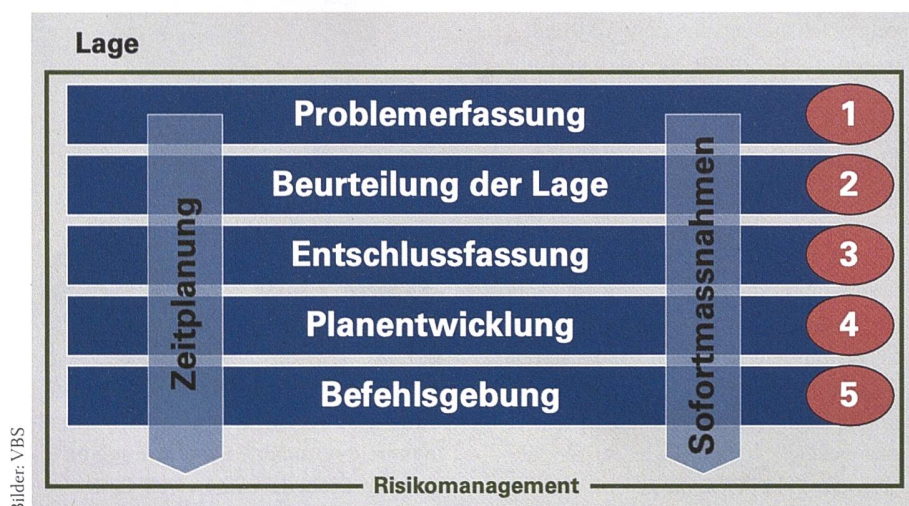 Lage
Problemerfassung 1
Beurteilung der Lage 2
Entschlussfassung 3
Planentwicklung 4
Befehlsgebung 5
Zeitplanung
Sofortmassnahmen
Risikomanagement
Bilder: VBS